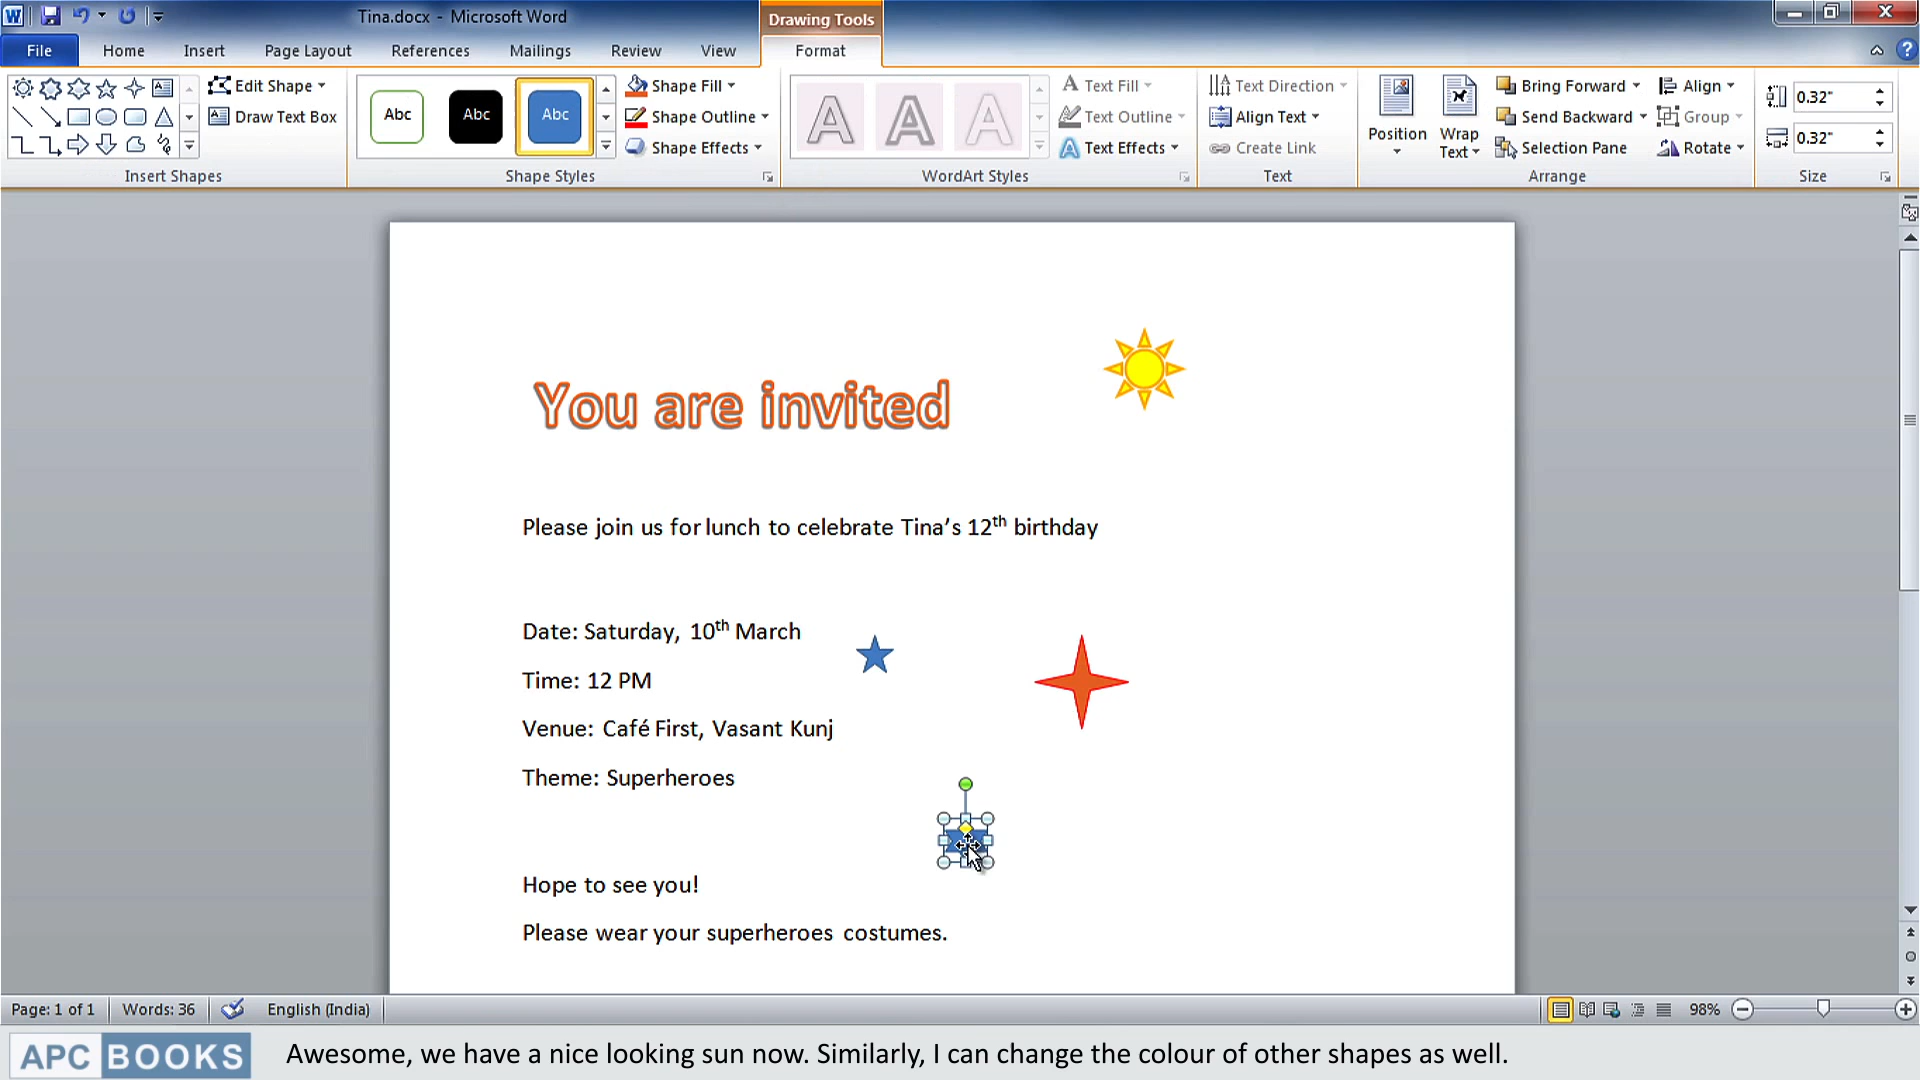 Tina.docx - Microsoft Word
Drawing Tools
File Home Insert Page Layout References Mailings Review View Format
Edit Shape
Draw Text Box
Insert Shapes
Abc Abc Abc
Shape Fill
Shape Outline
Shape Effects
Shape Styles
A A A
WordArt Styles
Text Fill
Text Outline
Text Effects
Text Direction
Align Text
Create Link
Text
Position
Wrap
Text
Bring Forward
Send Backward
Selection Pane
Align
Group
Rotate
Arrange
0.32"
0.32"
Size
You are invited
Please join us for lunch to celebrate Tina’s 12th birthday
Date: Saturday, 10th March
Time: 12 PM
Venue: Café First, Vasant Kunj
Theme: Superheroes
Hope to see you!
Please wear your superheroes costumes.
Page: 1 of 1 Words: 36 English (India) 98%
APC BOOKS
Awesome, we have a nice looking sun now. Similarly, I can change the colour of other shapes as well.